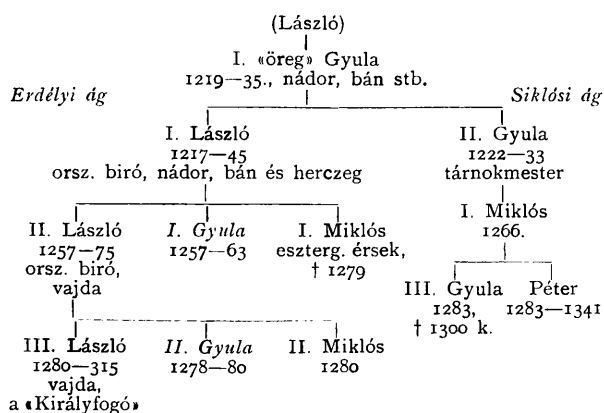 (László)
I. «öreg» Gyula
1219—35., nádor, bán stb.
Erdélyi ág
Siklósi ág
I. László
1217—45
orsz. biró, nádor, bán és herczeg
II. Gyula
1222—33
tárnokmester
II. László
1257—75
orsz. biró,
vajda
I. Gyula
1257—63
I. Miklós
eszterg. érsek,
† 1279
I. Miklós
1266.
III. Gyula
1283,
† 1300 k.
Péter
1283—1341
III. László
1280—315
vajda,
a «Királyfogó»
II. Gyula
1278—80
II. Miklós
1280